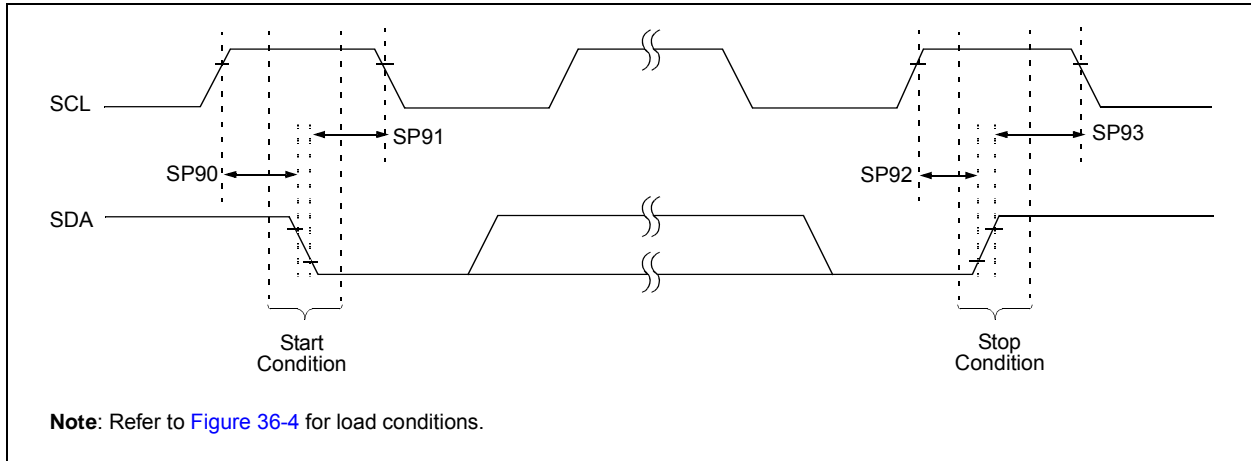 SCL
SP91
SP93
SP90
SP92
SDA
Start
Condition
Stop
Condition
Note: Refer to Figure 36-4 for load conditions.